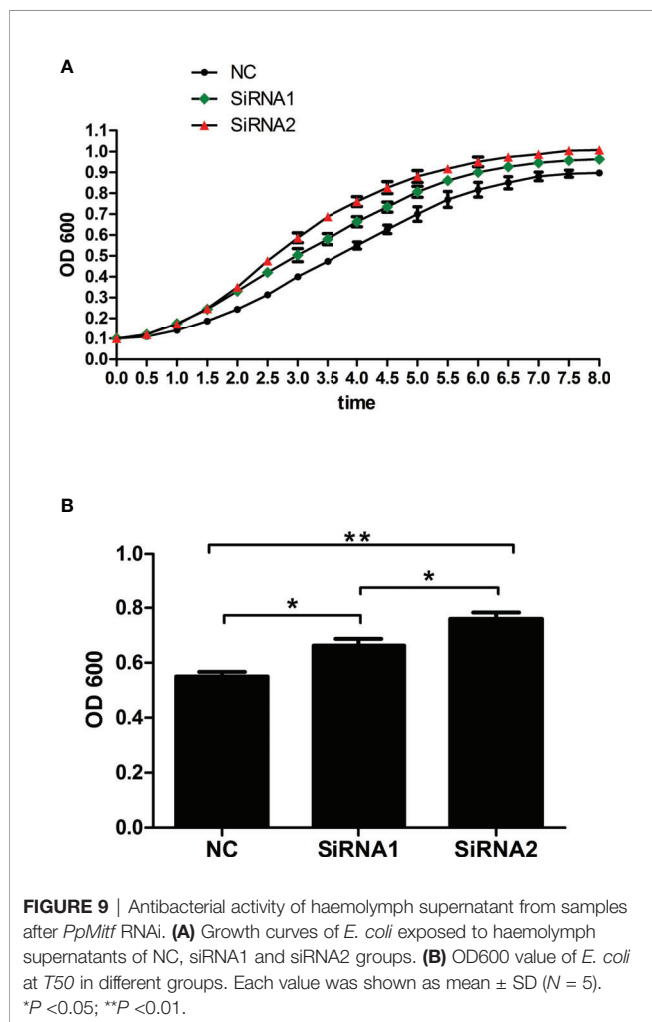 A
NC
SiRNA1
SiRNA2
OD 600
1.1
1.0
0.9
0.8
0.7
0.6
0.5
0.4
0.3
0.2
0.1
0.0
0.0 0.5 1.0 1.5 2.0 2.5 3.0 3.5 4.0 4.5 5.0 5.5 6.0 6.5 7.0 7.5 8.0
time
B
OD 600
1.0
0.8
0.6
0.4
0.2
0.0
**
*
*
NC SiRNA1 SiRNA2
FIGURE 9 | Antibacterial activity of haemolymph supernatant from samples
after PpMitf RNAi. (A) Growth curves of E. coli exposed to haemolymph
supernatants of NC, siRNA1 and siRNA2 groups. (B) OD600 value of E. coli
at T50 in different groups. Each value was shown as mean ± SD (N = 5).
*P <0.05; **P <0.01.